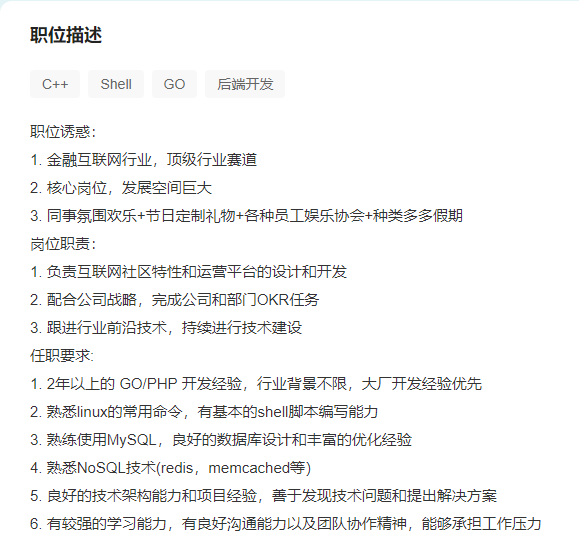 职位描述
C++ Shell GO 后端开发
职位诱惑：
1. 金融互联网行业，顶级行业赛道
2. 核心岗位，发展空间巨大
3. 同事氛围欢乐+节日定制礼物+各种员工娱乐协会+种类多多假期
岗位职责：
1. 负责互联网社区特性和运营平台的设计和开发
2. 配合公司战略，完成公司和部门OKR任务
3. 跟进行业前沿技术，持续进行技术建设
任职要求:
1. 2年以上的 GO/PHP 开发经验，行业背景不限，大厂开发经验优先
2. 熟悉linux的常用命令，有基本的shell脚本编写能力
3. 熟练使用MySQL，良好的数据库设计和丰富的优化经验
4. 熟悉NoSQL技术(redis，memcached等)
5. 良好的技术架构能力和项目经验，善于发现技术问题和提出解决方案
6. 有较强的学习能力，有良好沟通能力以及团队协作精神，能够承担工作压力